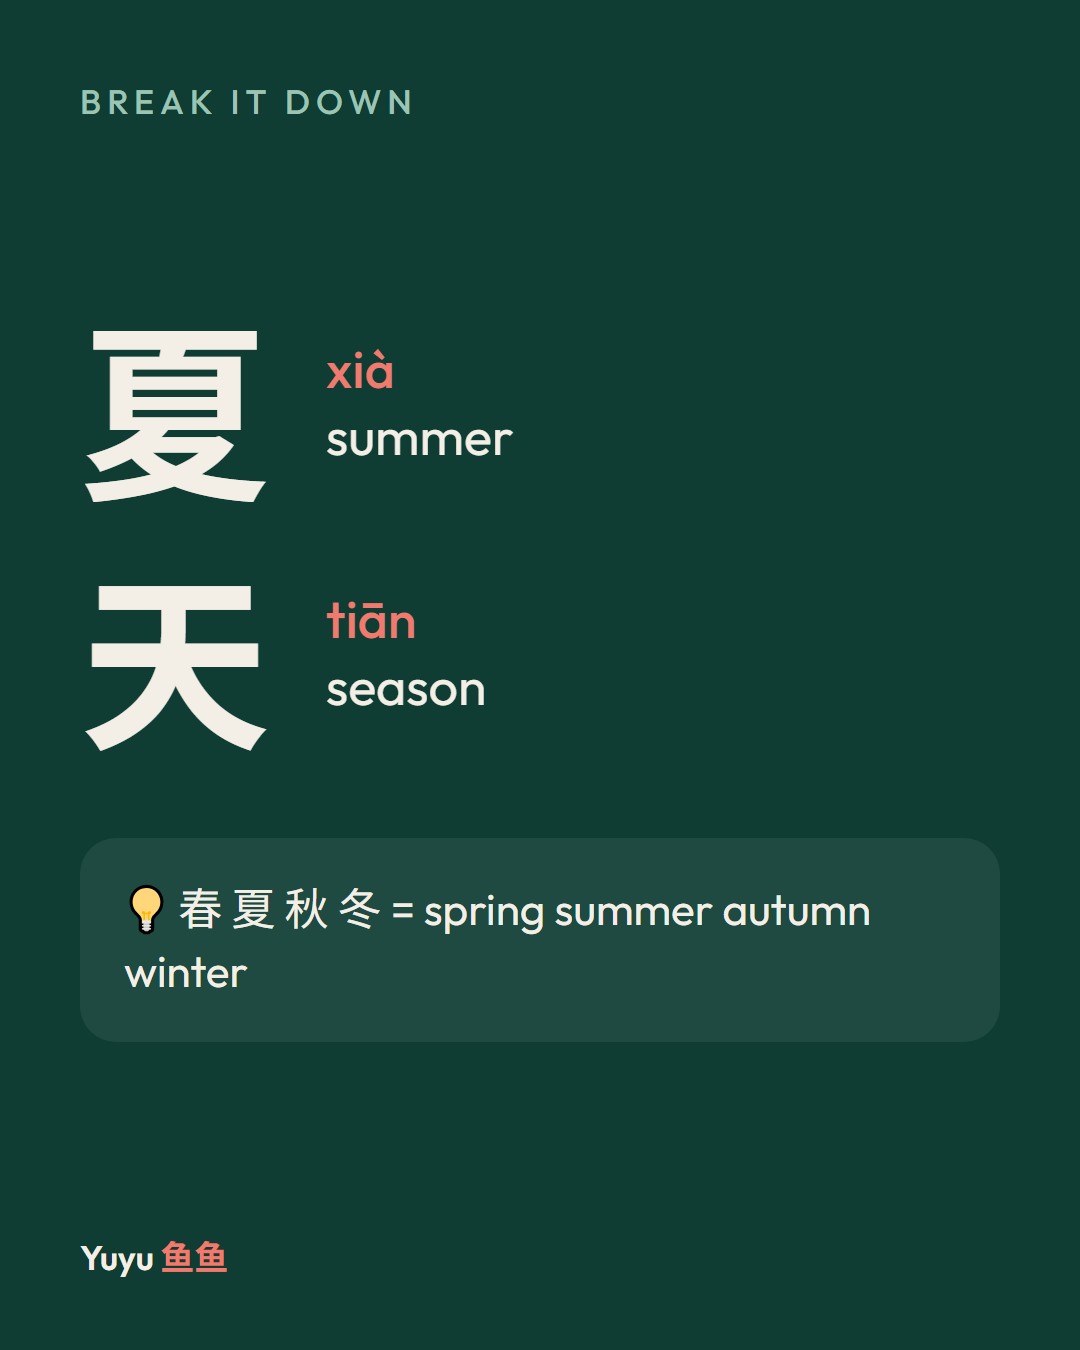 BREAK IT DOWN
夏
xià
summer
天
tiān
season
💡 春 夏 秋 冬 = spring summer autumn
winter
Yuyu 鱼鱼